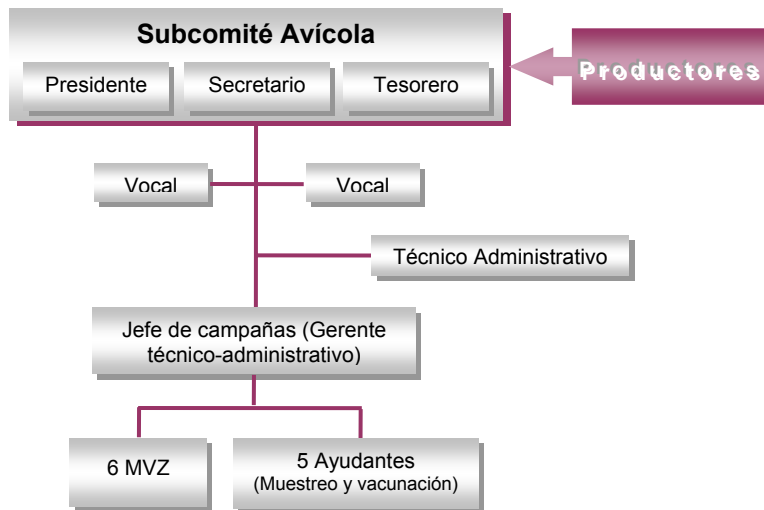 Subcomité Avícola
Productores
Presidente
Secretario
Tesorero
Vocal
Vocal
Técnico Administrativo
Jefe de campañas (Gerente
técnico-administrativo)
6 MVZ
5 Ayudantes
(Muestreo y vacunación)